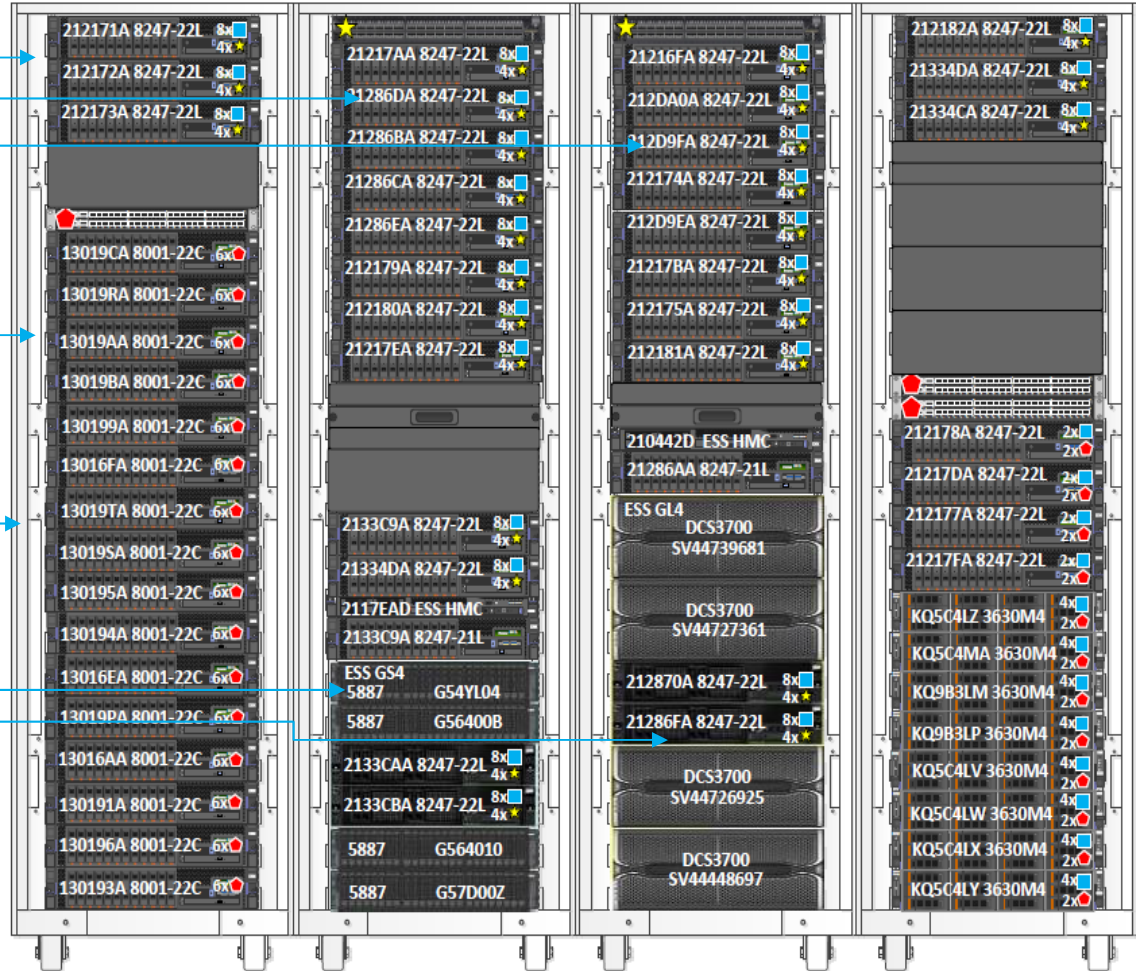 212171A 8247-22L 8x
4x
212172A 8247-22L 8x
4x
212173A 8247-22L 8x
4x
13019CA 8001-22C 6x
13019RA 8001-22C 6x
13019AA 8001-22C 6x
13019BA 8001-22C 6x
130199A 8001-22C 6x
13016FA 8001-22C 6x
13019TA 8001-22C 6x
13019SA 8001-22C 6x
130195A 8001-22C 6x
130194A 8001-22C 6x
13016EA 8001-22C 6x
13019PA 8001-22C 6x
13016AA 8001-22C 6x
130191A 8001-22C 6x
130196A 8001-22C 6x
130193A 8001-22C 6x
21217AA 8247-22L 8x
4x
21286DA 8247-22L 8x
4x
21286BA 8247-22L 8x
4x
21286CA 8247-22L 8x
4x
21286EA 8247-22L 8x
4x
212179A 8247-22L 8x
4x
212180A 8247-22L 8x
4x
21217EA 8247-22L 8x
4x
2133C9A 8247-22L 8x
4x
21334DA 8247-22L 8x
4x
2117EAD ESS HMC
2133C9A 8247-21L
ESS GS4
5887 G54YL04
5887 G56400B
2133CAA 8247-22L 8x
4x
2133CBA 8247-22L 8x
4x
5887 G564010
5887 G57D00Z
21216FA 8247-22L 8x
4x
212DA0A 8247-22L 8x
4x
212D9FA 8247-22L 8x
4x
212174A 8247-22L 8x
4x
212D9EA 8247-22L 8x
4x
21217BA 8247-22L 8x
4x
212175A 8247-22L 8x
4x
212181A 8247-22L 8x
4x
210442D ESS HMC
21286AA 8247-21L
ESS GL4
DCS3700
SV44739681
DCS3700
SV44727361
212870A 8247-22L 8x
4x
21286FA 8247-22L 8x
4x
DCS3700
SV44726925
DCS3700
SV44448697
212182A 8247-22L 8x
4x
21334DA 8247-22L 8x
4x
21334CA 8247-22L 8x
4x
212178A 8247-22L 2x
2x
21217DA 8247-22L 2x
2x
212177A 8247-22L 2x
2x
21217FA 8247-22L 2x
2x
KQ5C4LZ 3630M4 4x
2x
KQ5C4MA 3630M4 4x
2x
KQ9B3LM 3630M4 4x
2x
KQ9B3LP 3630M4 4x
2x
KQ5C4LV 3630M4 4x
2x
KQ5C4LW 3630M4 4x
2x
KQ5C4LX 3630M4 4x
2x
KQ5C4LY 3630M4 4x
2x